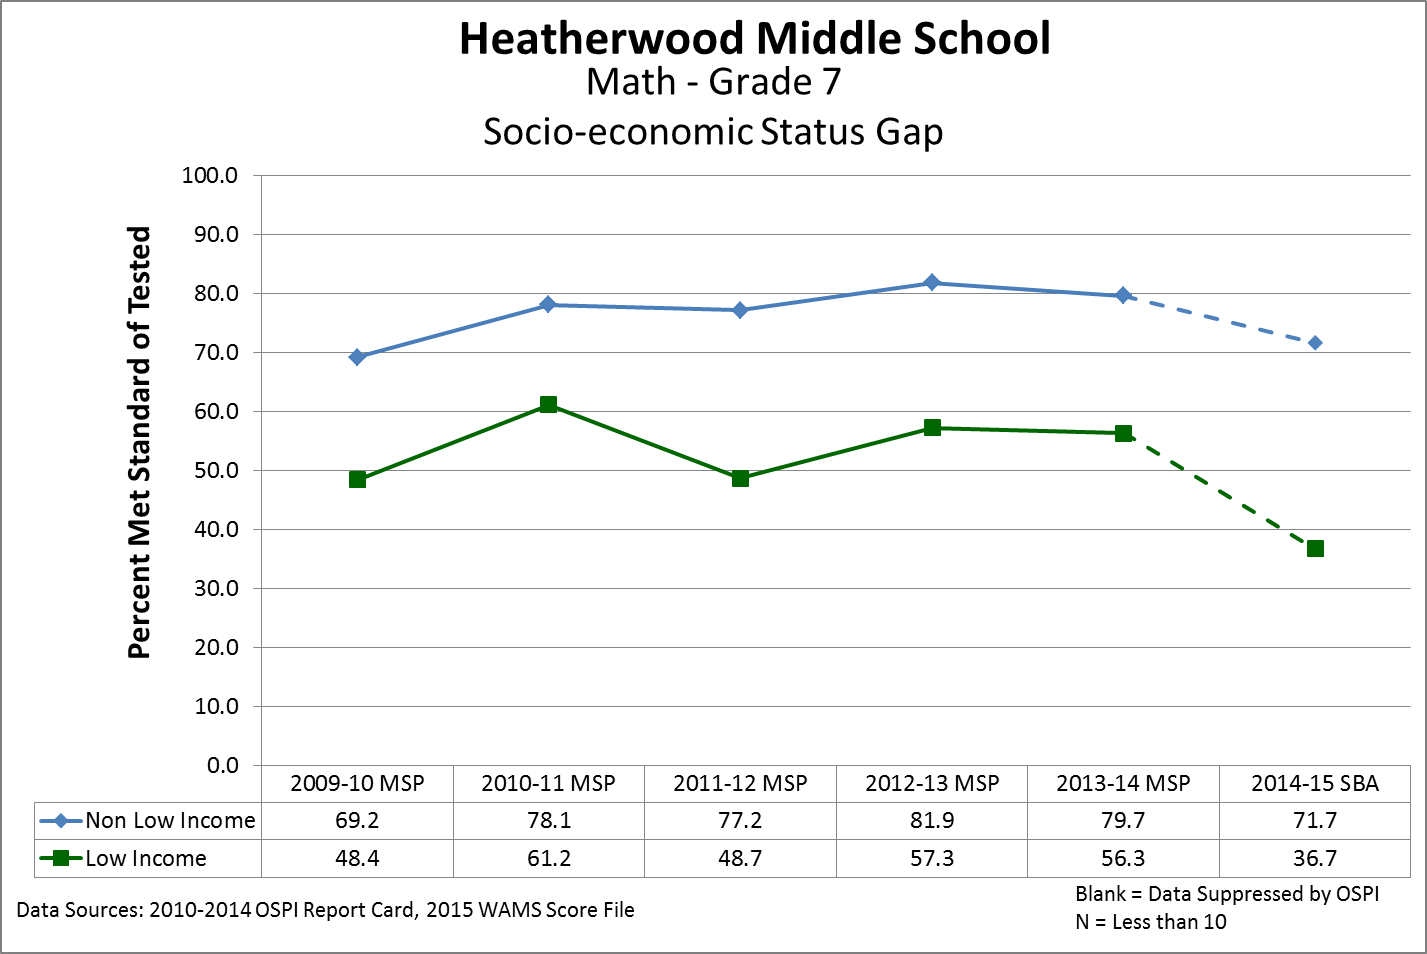 Heatherwood Middle School
Math - Grade 7
Socio-economic Status Gap
Percent Met Standard of Tested
100.0
90.0
80.0
70.0
60.0
50.0
40.0
30.0
20.0
10.0
0.0
2009-10 MSP 2010-11 MSP 2011-12 MSP 2012-13 MSP 2013-14 MSP 2014-15 SBA
Non Low Income 69.2 78.1 77.2 81.9 79.7 71.7
Low Income 48.4 61.2 48.7 57.3 56.3 36.7
Blank = Data Suppressed by OSPI
Data Sources: 2010-2014 OSPI Report Card, 2015 WAMS Score File
N = Less than 10